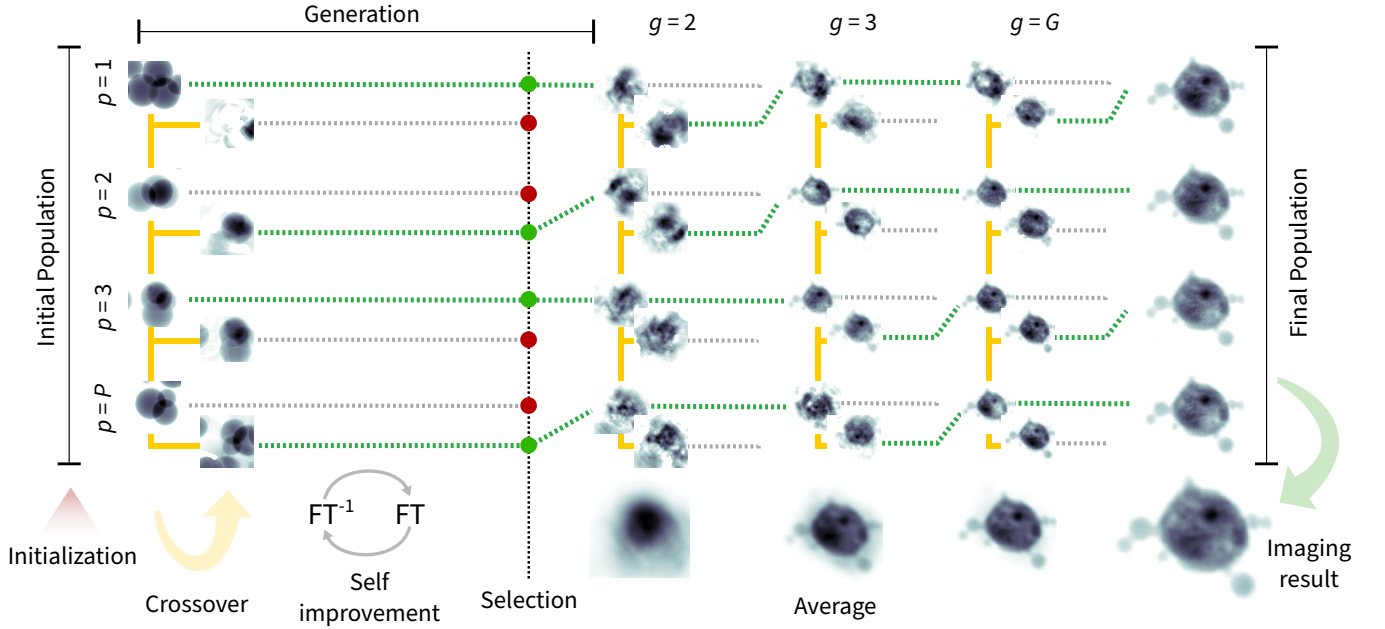 Generation
g = 2
g = 3
g = G
p = 1
p = 2
p = 3
p = P
Initial Population
Final Population
Initialization
Crossover
FT-1
FT
Self
improvement
Selection
Average
Imaging
result